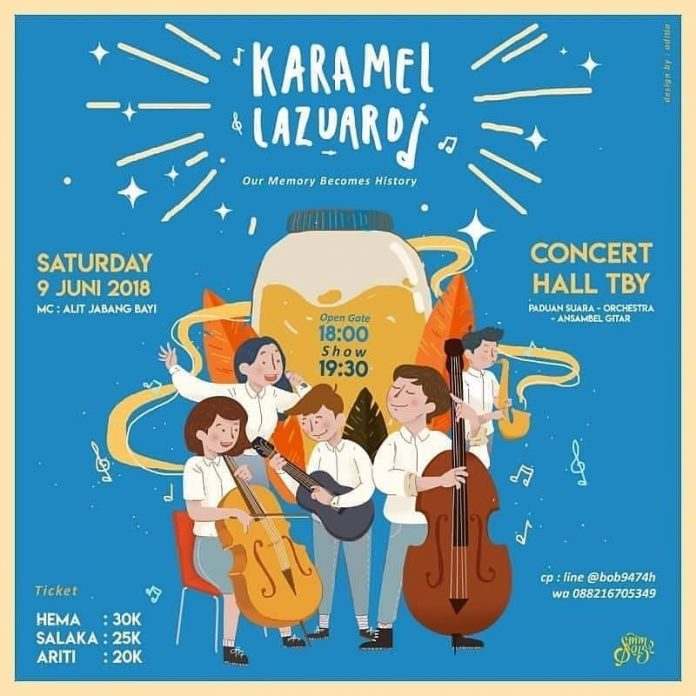 design by : adidia
KARAMEL
LAZUARDI
Our Memory Becomes History
SATURDAY
9 JUNI 2018
MC : ALIT JABANG BAYI
CONCERT
HALL TBY
PADUAN SUARA - ORCHESTRA
- ANSAMBEL GITAR
Open Gate
18:00
Show
19:30
Ticket
HEMA : 30K
SALAKA : 25K
ARITI : 20K
cp : line @bob9474h
wa 088216705349